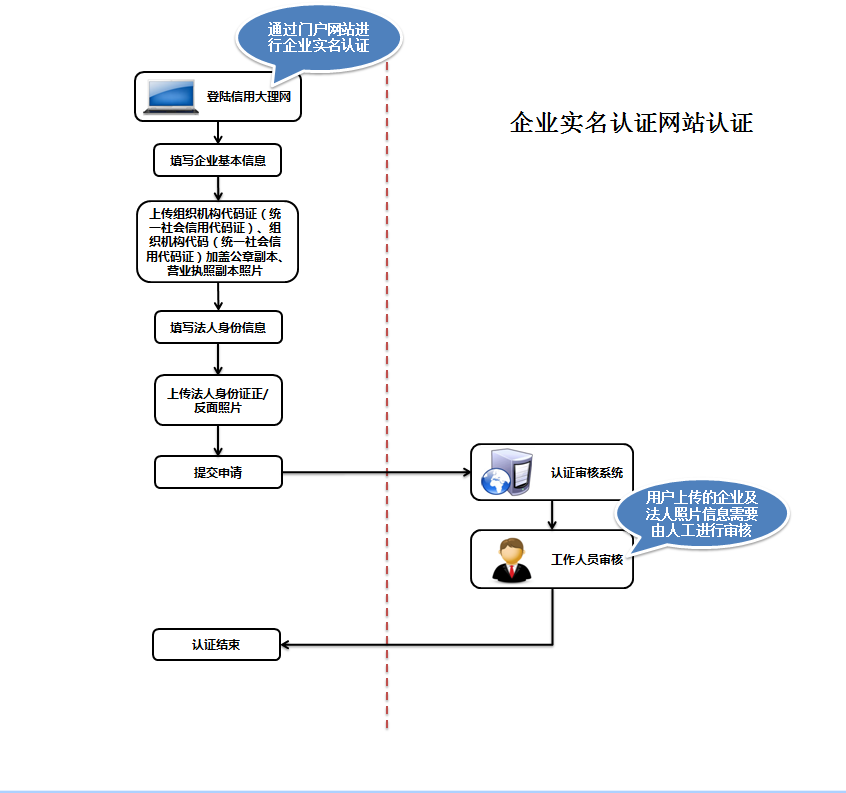 通过门户网站进
行企业实名认证
登陆信用大理网
企业实名认证网站认证
填写企业基本信息
上传组织机构代码证（统
一社会信用代码证）、组
织机构代码（统一社会信
用代码证）加盖公章副本、
营业执照副本照片
填写法人身份信息
上传法人身份证正/
反面照片
提交申请
认证审核系统
用户上传的企业及
法人照片信息需要
由人工进行审核
工作人员审核
认证结束